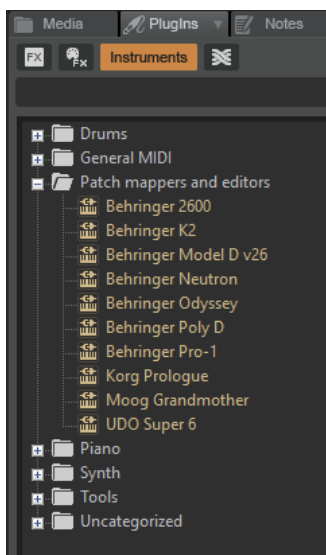 Media PlugIns Notes
FX FX Instruments
Drums
General MIDI
Patch mappers and editors
Behringer 2600
Behringer K2
Behringer Model D v26
Behringer Neutron
Behringer Odyssey
Behringer Poly D
Behringer Pro-1
Korg Prologue
Moog Grandmother
UDO Super 6
Piano
Synth
Tools
Uncategorized